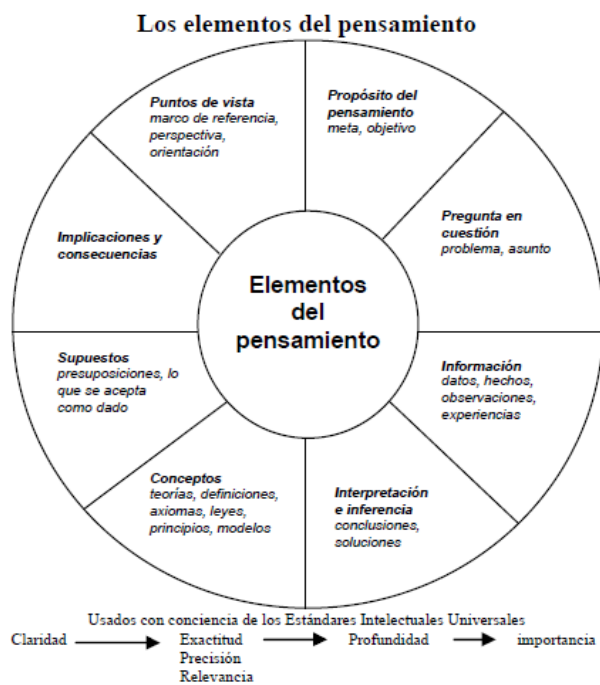 Los elementos del pensamiento
Puntos de vista
marco de referencia,
perspectiva,
orientación
Propósito del
pensamiento
meta, objetivo
Pregunta en
cuestión
problema, asunto
Información
datos, hechos,
observaciones,
experiencias
Interpretación
e inferencia
conclusiones,
soluciones
Conceptos
teorías, definiciones,
axiomas, leyes,
principios, modelos
Supuestos
presuposiciones, lo
que se acepta
como dado
Implicaciones y
consecuencias
Elementos
del
pensamiento
Usados con conciencia de los Estándares Intelectuales Universales
Claridad Exactitud Profundidad importancia
Precisión
Relevancia